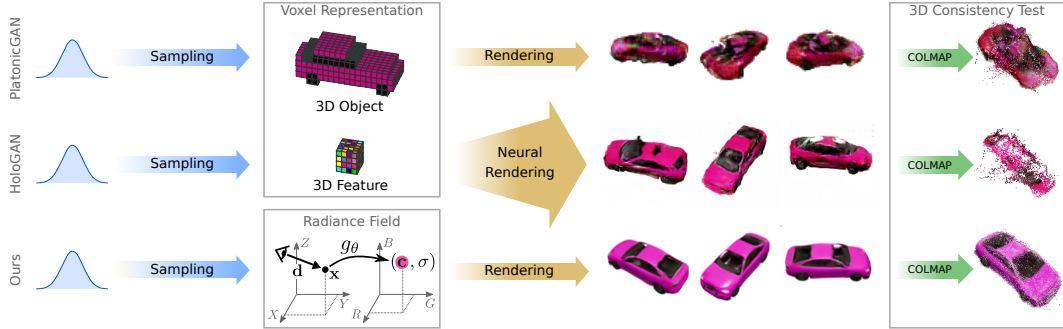 Voxel Representation
3D Consistency Test
PlatonicGAN
Sampling
3D Object
Rendering
COLMAP
HoloGAN
Sampling
3D Feature
Neural
Rendering
COLMAP
Radiance Field
Ours
Sampling
Z
d
x
X
Y
g_θ
B
(c, σ)
R
G
Rendering
COLMAP